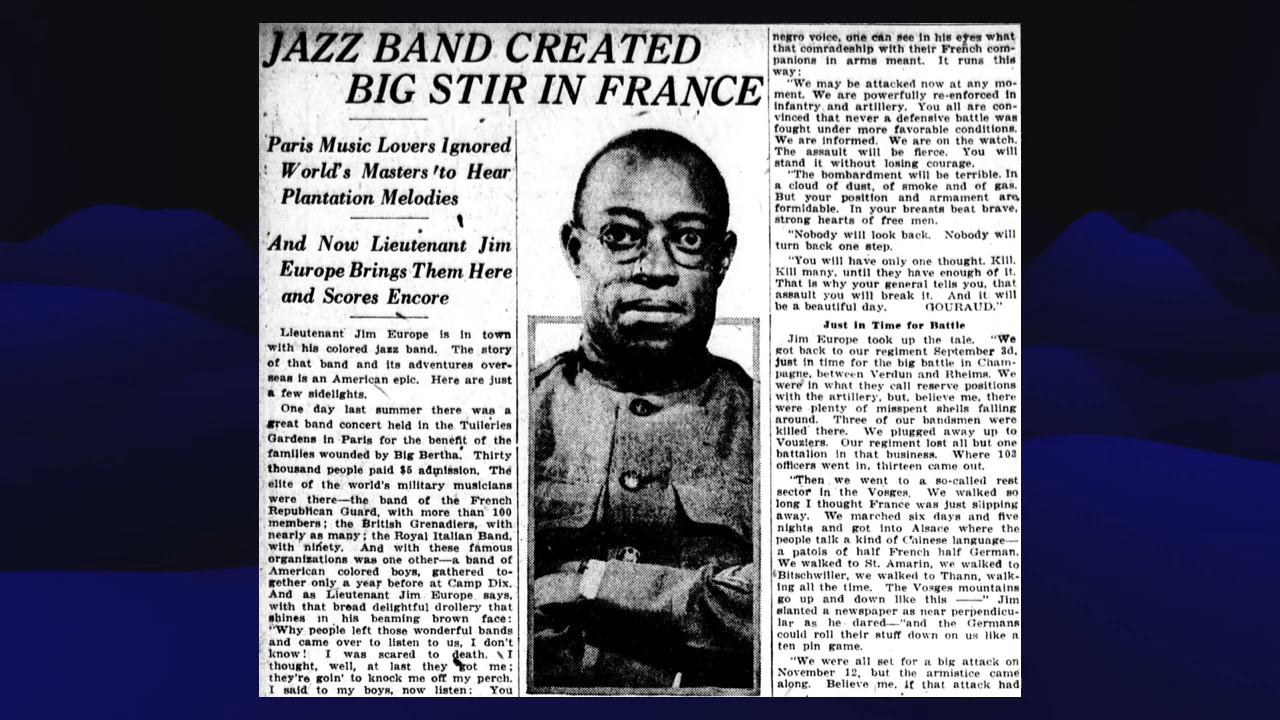 JAZZ BAND CREATED
BIG STIR IN FRANCE
Paris Music Lovers Ignored
World's Masters to Hear
Plantation Melodies
And Now Lieutenant Jim
Europe Brings Them Here
and Scores Encore
Lieutenant Jim Europe is in town
with his colored jazz band. The story
of that band and its adventures over-
seas is an American epic. Here are just
a few sidelights.
One day last summer there was a
great band concert held in the Tuileries
Gardens in Paris for the benefit of the
families wounded by Big Bertha. Thirty
thousand people paid $5 admission. The
elite of the world's military musicians
were there—the band of the French
Republican Guard, with more than 100
members; the British Grenadiers, with
nearly as many; the Royal Italian Band,
with ninety. And with these famous
organizations was one other—a band of
American colored boys, gathered to-
gether only a year before at Camp Dix.
And as Lieutenant Jim Europe says,
with that bread delightful drollery that
shines in his beaming brown face:
"Why people left those wonderful bands
and came over to listen to us, I don't
know! I was scared to death. I
thought, well, at last they got me;
they're goin' to knock me off my perch.
I said to my boys, now listen: You
negro voice, one can see in his eyes what
that comradeship with their French com-
panions in arms meant. It runs this
way:
"We may be attacked now at any mo-
ment. We are powerfully re-enforced in
infantry and artillery. You all are con-
vinced that never a defensive battle was
fought under more favorable conditions.
We are informed. We are on the watch.
The assault will be fierce. You will
stand it without losing courage.
"The bombardment will be terrible. In
a cloud of dust, of smoke and of gas.
But your position and armament are
formidable. In your breasts beat brave,
strong hearts of free men.
"Nobody will look back. Nobody will
turn back one step.
"You will have only one thought. Kill.
Kill many, until they have enough of it.
That is why your general tells you, that
assault you will break it. And it will
be a beautiful day. GOURAUD."
Just in Time for Battle
Jim Europe took up the tale. "We
got back to our regiment September 3d,
just in time for the big battle in Cham-
pagne, between Verdun and Rheims. We
were in what they call reserve positions
with the artillery, but, believe me, there
were plenty of misspent shells falling
around. Three of our bandsmen were
killed there. We plugged away up to
Vouziers. Our regiment lost all but one
battalion in that business. Where 103
officers went in, thirteen came out.
"Then we went to a so-called rest
sector in the Vosges. We walked so
long I thought France was just slipping
away. We marched six days and five
nights and got into Alsace where the
people talk a kind of Chinese language—
a patois of half French half German.
We walked to St. Amarin, we walked to
Bitschwiller, we walked to Thann, walk-
ing all the time. The Vosges mountains
go up and down like this ——" Jim
slanted a newspaper as near perpendicu-
lar as he dared—"and the Germans
could roll their stuff down on us like a
ten pin game.
"We were all set for a big attack on
November 12, but the armistice came
along. Believe me, if that attack had